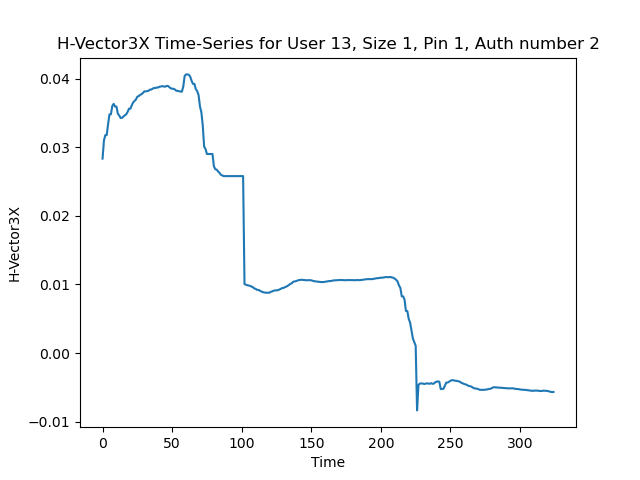 H-Vector3X Time-Series for User 13, Size 1, Pin 1, Auth number 2
0.04
0.03
0.02
0.01
0.00
−0.01
H-Vector3X
0 50 100 150 200 250 300
Time